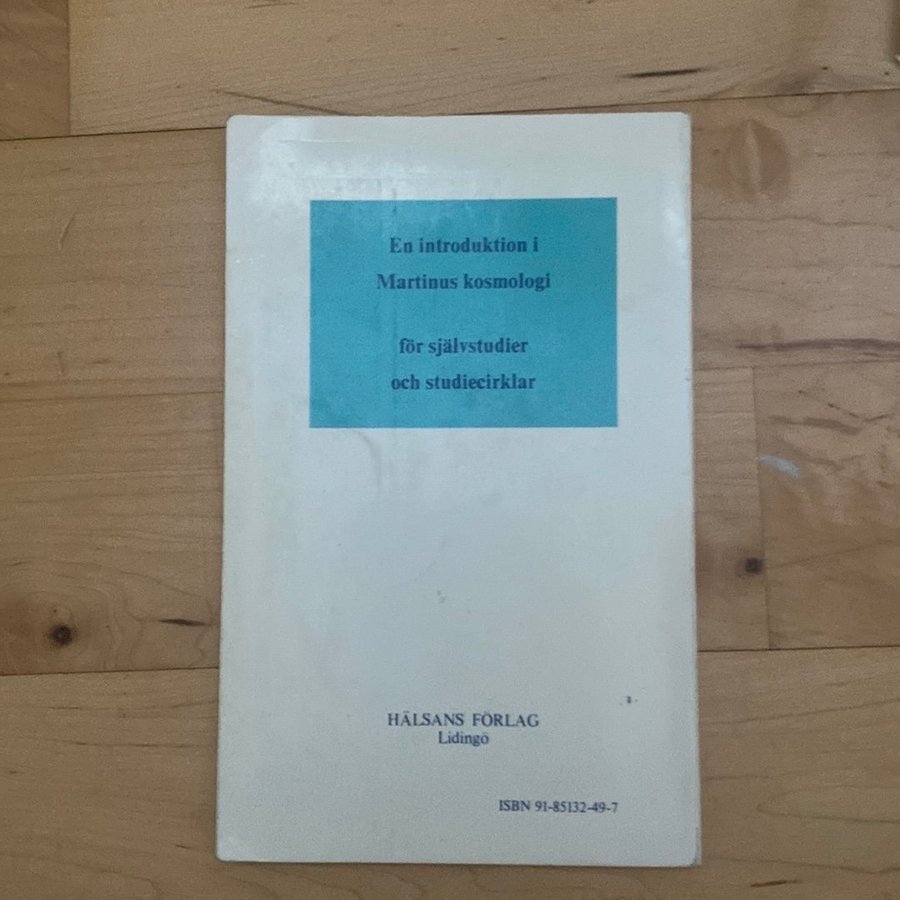 En introduktion i
Martinus kosmologi
för självstudier
och studiecirklar
HÄLSANS FÖRLAG
Lidingö
ISBN 91-85132-49-7